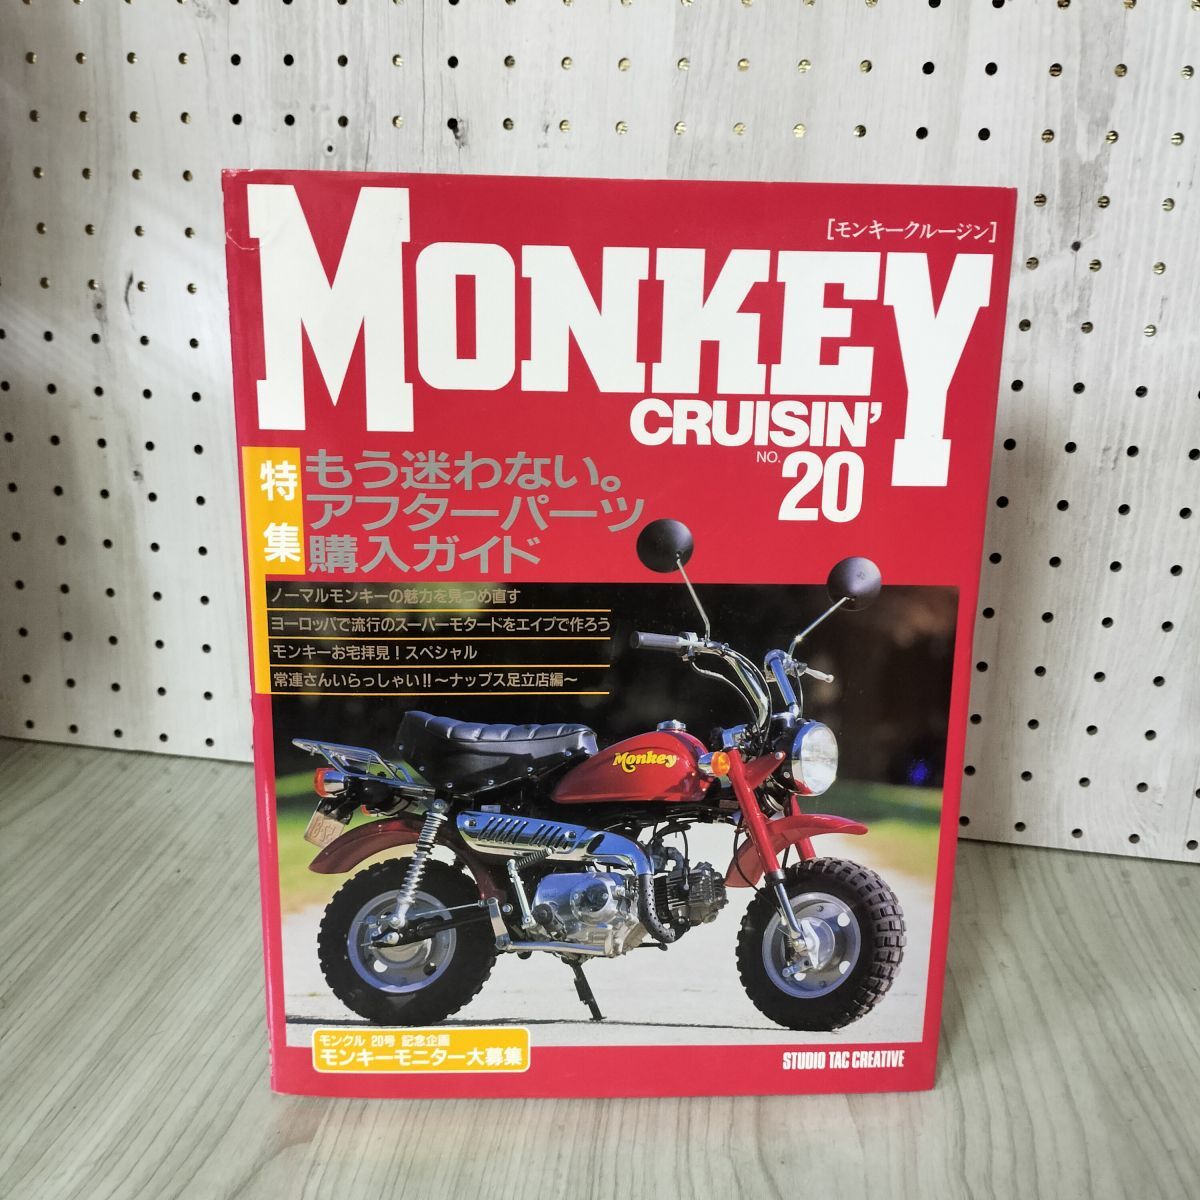 MONKEY
[モンキークルージン]
CRUISIN'
NO. 20
特集
もう迷わない。
アフターパーツ
購入ガイド
ノーマルモンキーの魅力を見つめ直す
ヨーロッパで流行のスーパーモタードをエイプで作ろう
モンキーお宅拝見!スペシャル
常連さんいらっしゃい!!～ナップス足立店編～
Monkey
モンクル 20号 記念企画
モンキーモニター大募集
STUDIO TAC CREATIVE